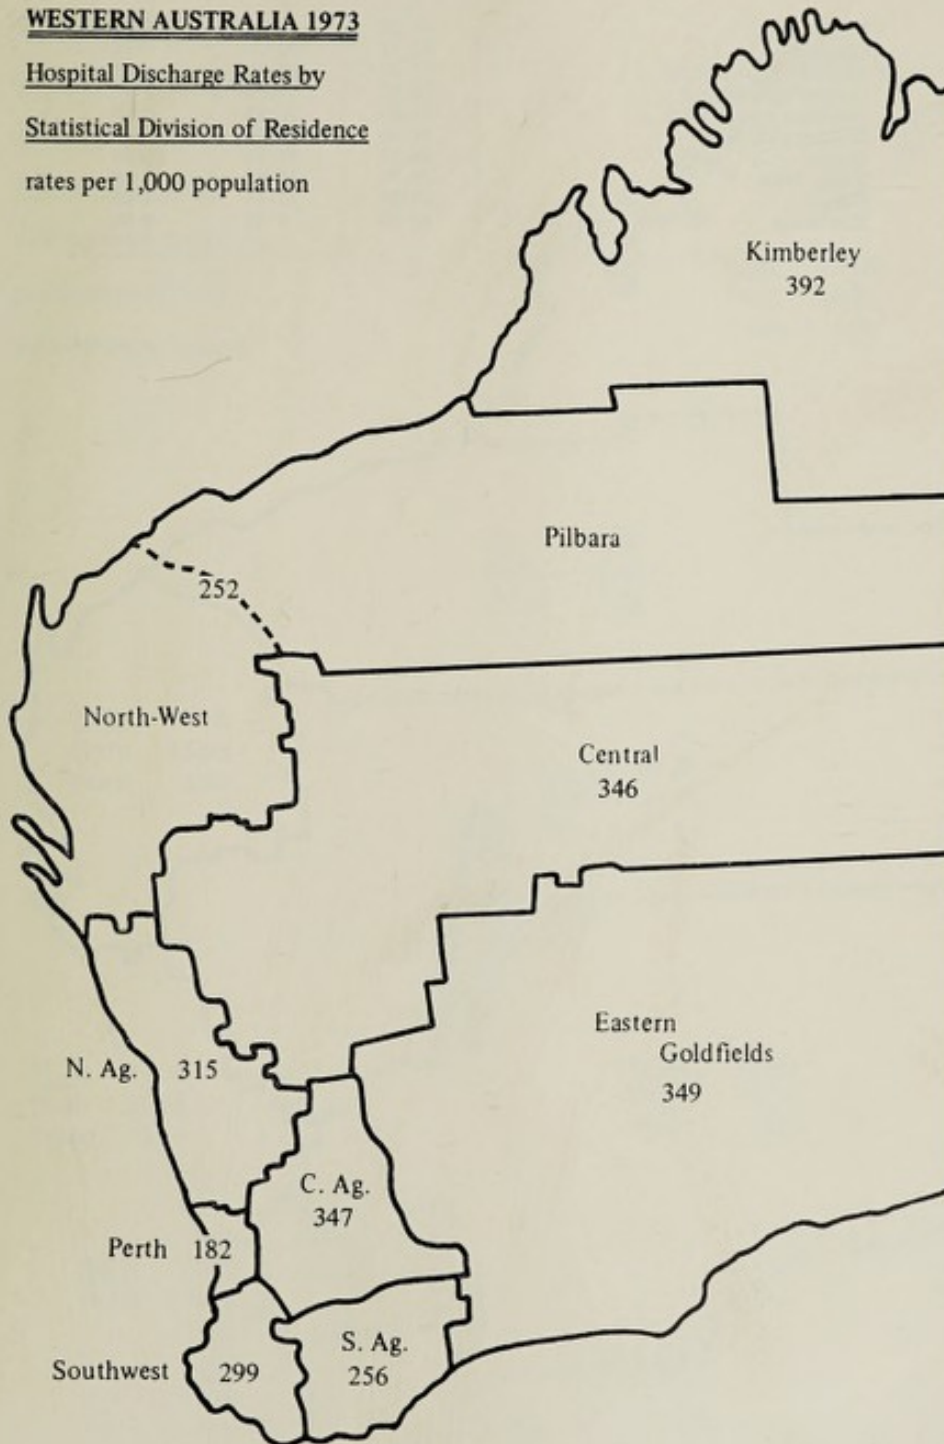 WESTERN AUSTRALIA 1973
Hospital Discharge Rates by
Statistical Division of Residence
rates per 1,000 population
Kimberley
392
Pilbara
252
North-West
Central
346
Eastern
Goldfields
349
N. Ag. 315
C. Ag.
347
Perth 182
S. Ag.
256
Southwest 299